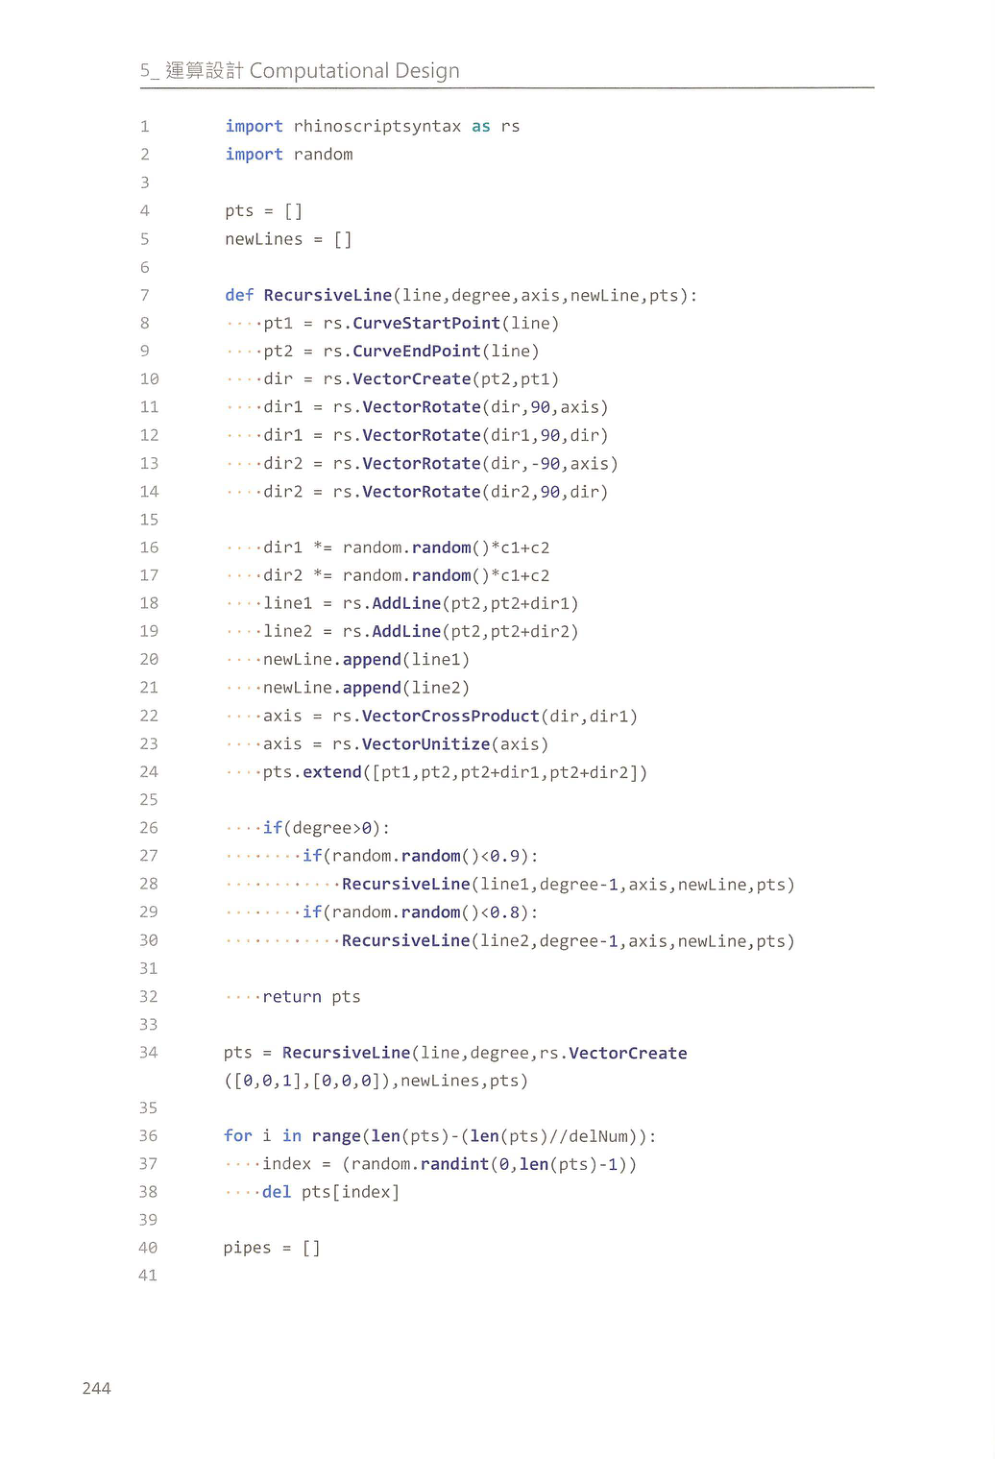 5_ 運算設計 Computational Design
1 import rhinoscriptsyntax as rs
2 import random
3
4 pts = []
5 newLines = []
6
7 def RecursiveLine(line,degree,axis,newLine,pts):
8 ····pt1 = rs.CurveStartPoint(line)
9 ····pt2 = rs.CurveEndPoint(line)
10 ····dir = rs.VectorCreate(pt2,pt1)
11 ····dir1 = rs.VectorRotate(dir,90,axis)
12 ····dir1 = rs.VectorRotate(dir1,90,dir)
13 ····dir2 = rs.VectorRotate(dir,-90,axis)
14 ····dir2 = rs.VectorRotate(dir2,90,dir)
15
16 ····dir1 *= random.random()*c1+c2
17 ····dir2 *= random.random()*c1+c2
18 ····line1 = rs.AddLine(pt2,pt2+dir1)
19 ····line2 = rs.AddLine(pt2,pt2+dir2)
20 ····newLine.append(line1)
21 ····newLine.append(line2)
22 ····axis = rs.VectorCrossProduct(dir,dir1)
23 ····axis = rs.VectorUnitize(axis)
24 ····pts.extend([pt1,pt2,pt2+dir1,pt2+dir2])
25
26 ····if(degree>0):
27 ········if(random.random()<0.9):
28 ············RecursiveLine(line1,degree-1,axis,newLine,pts)
29 ········if(random.random()<0.8):
30 ············RecursiveLine(line2,degree-1,axis,newLine,pts)
31
32 ····return pts
33
34 pts = RecursiveLine(line,degree,rs.VectorCreate
([0,0,1],[0,0,0]),newLines,pts)
35
36 for i in range(len(pts)-(len(pts)//delNum)):
37 ····index = (random.randint(0,len(pts)-1))
38 ····del pts[index]
39
40 pipes = []
41
244